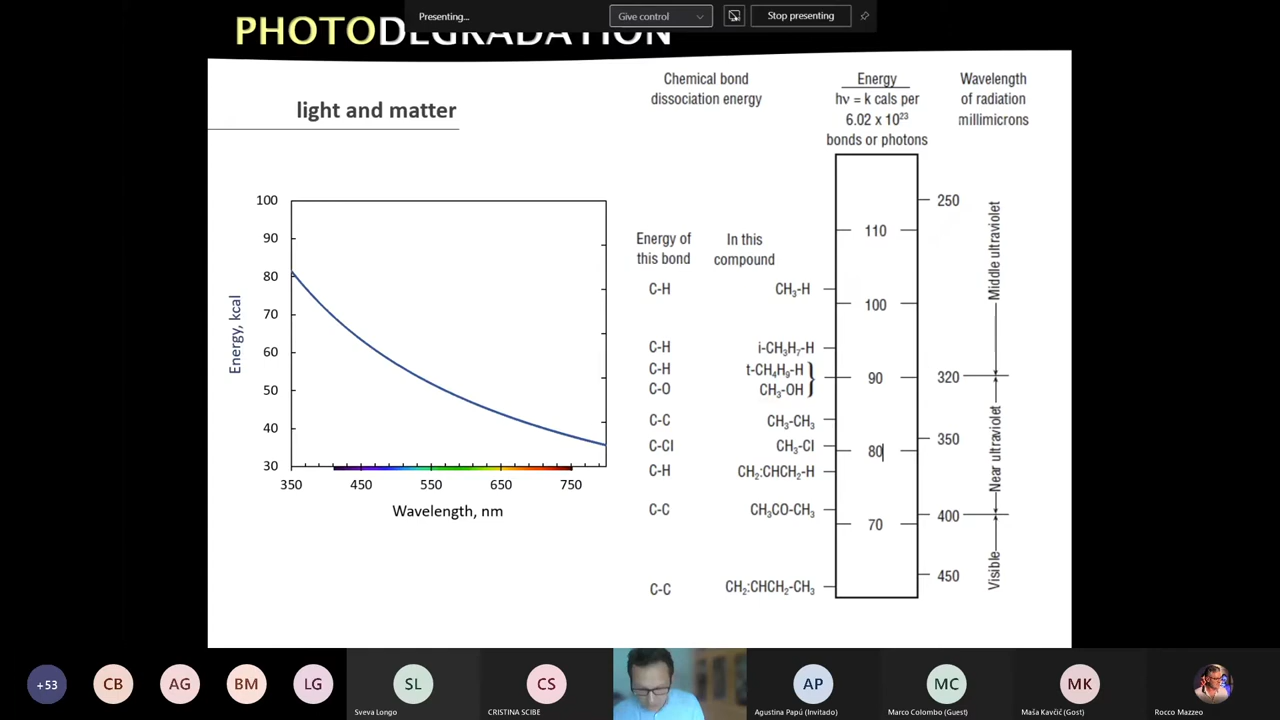 Presenting...
Give control
Stop presenting
PHOTODEGRADATION
light and matter
Chemical bond
dissociation energy
Energy
hν = k cals per
6.02 x 10²³
bonds or photons
Wavelength
of radiation
millimicrons
Energy of
this bond
In this
compound
C-H CH₃-H
C-H i-CH₃H₇-H
C-H t-CH₄H₉-H
C-O CH₃-OH
C-C CH₃-CH₃
C-Cl CH₃-Cl
C-H CH₂:CHCH₂-H
C-C CH₃CO-CH₃
C-C CH₂:CHCH₂-CH₃
110
100
90
80
70
250
320
350
400
450
Middle ultraviolet
Near ultraviolet
Visible
Energy, kcal
100
90
80
70
60
50
40
30
350 450 550 650 750
Wavelength, nm
+53 CB AG BM LG SL CS AP MC MK
Sveva Longo CRISTINA SCIBE Agustina Papú (Invitado) Marco Colombo (Guest) Maša Kavčič (Gost) Rocco Mazzeo